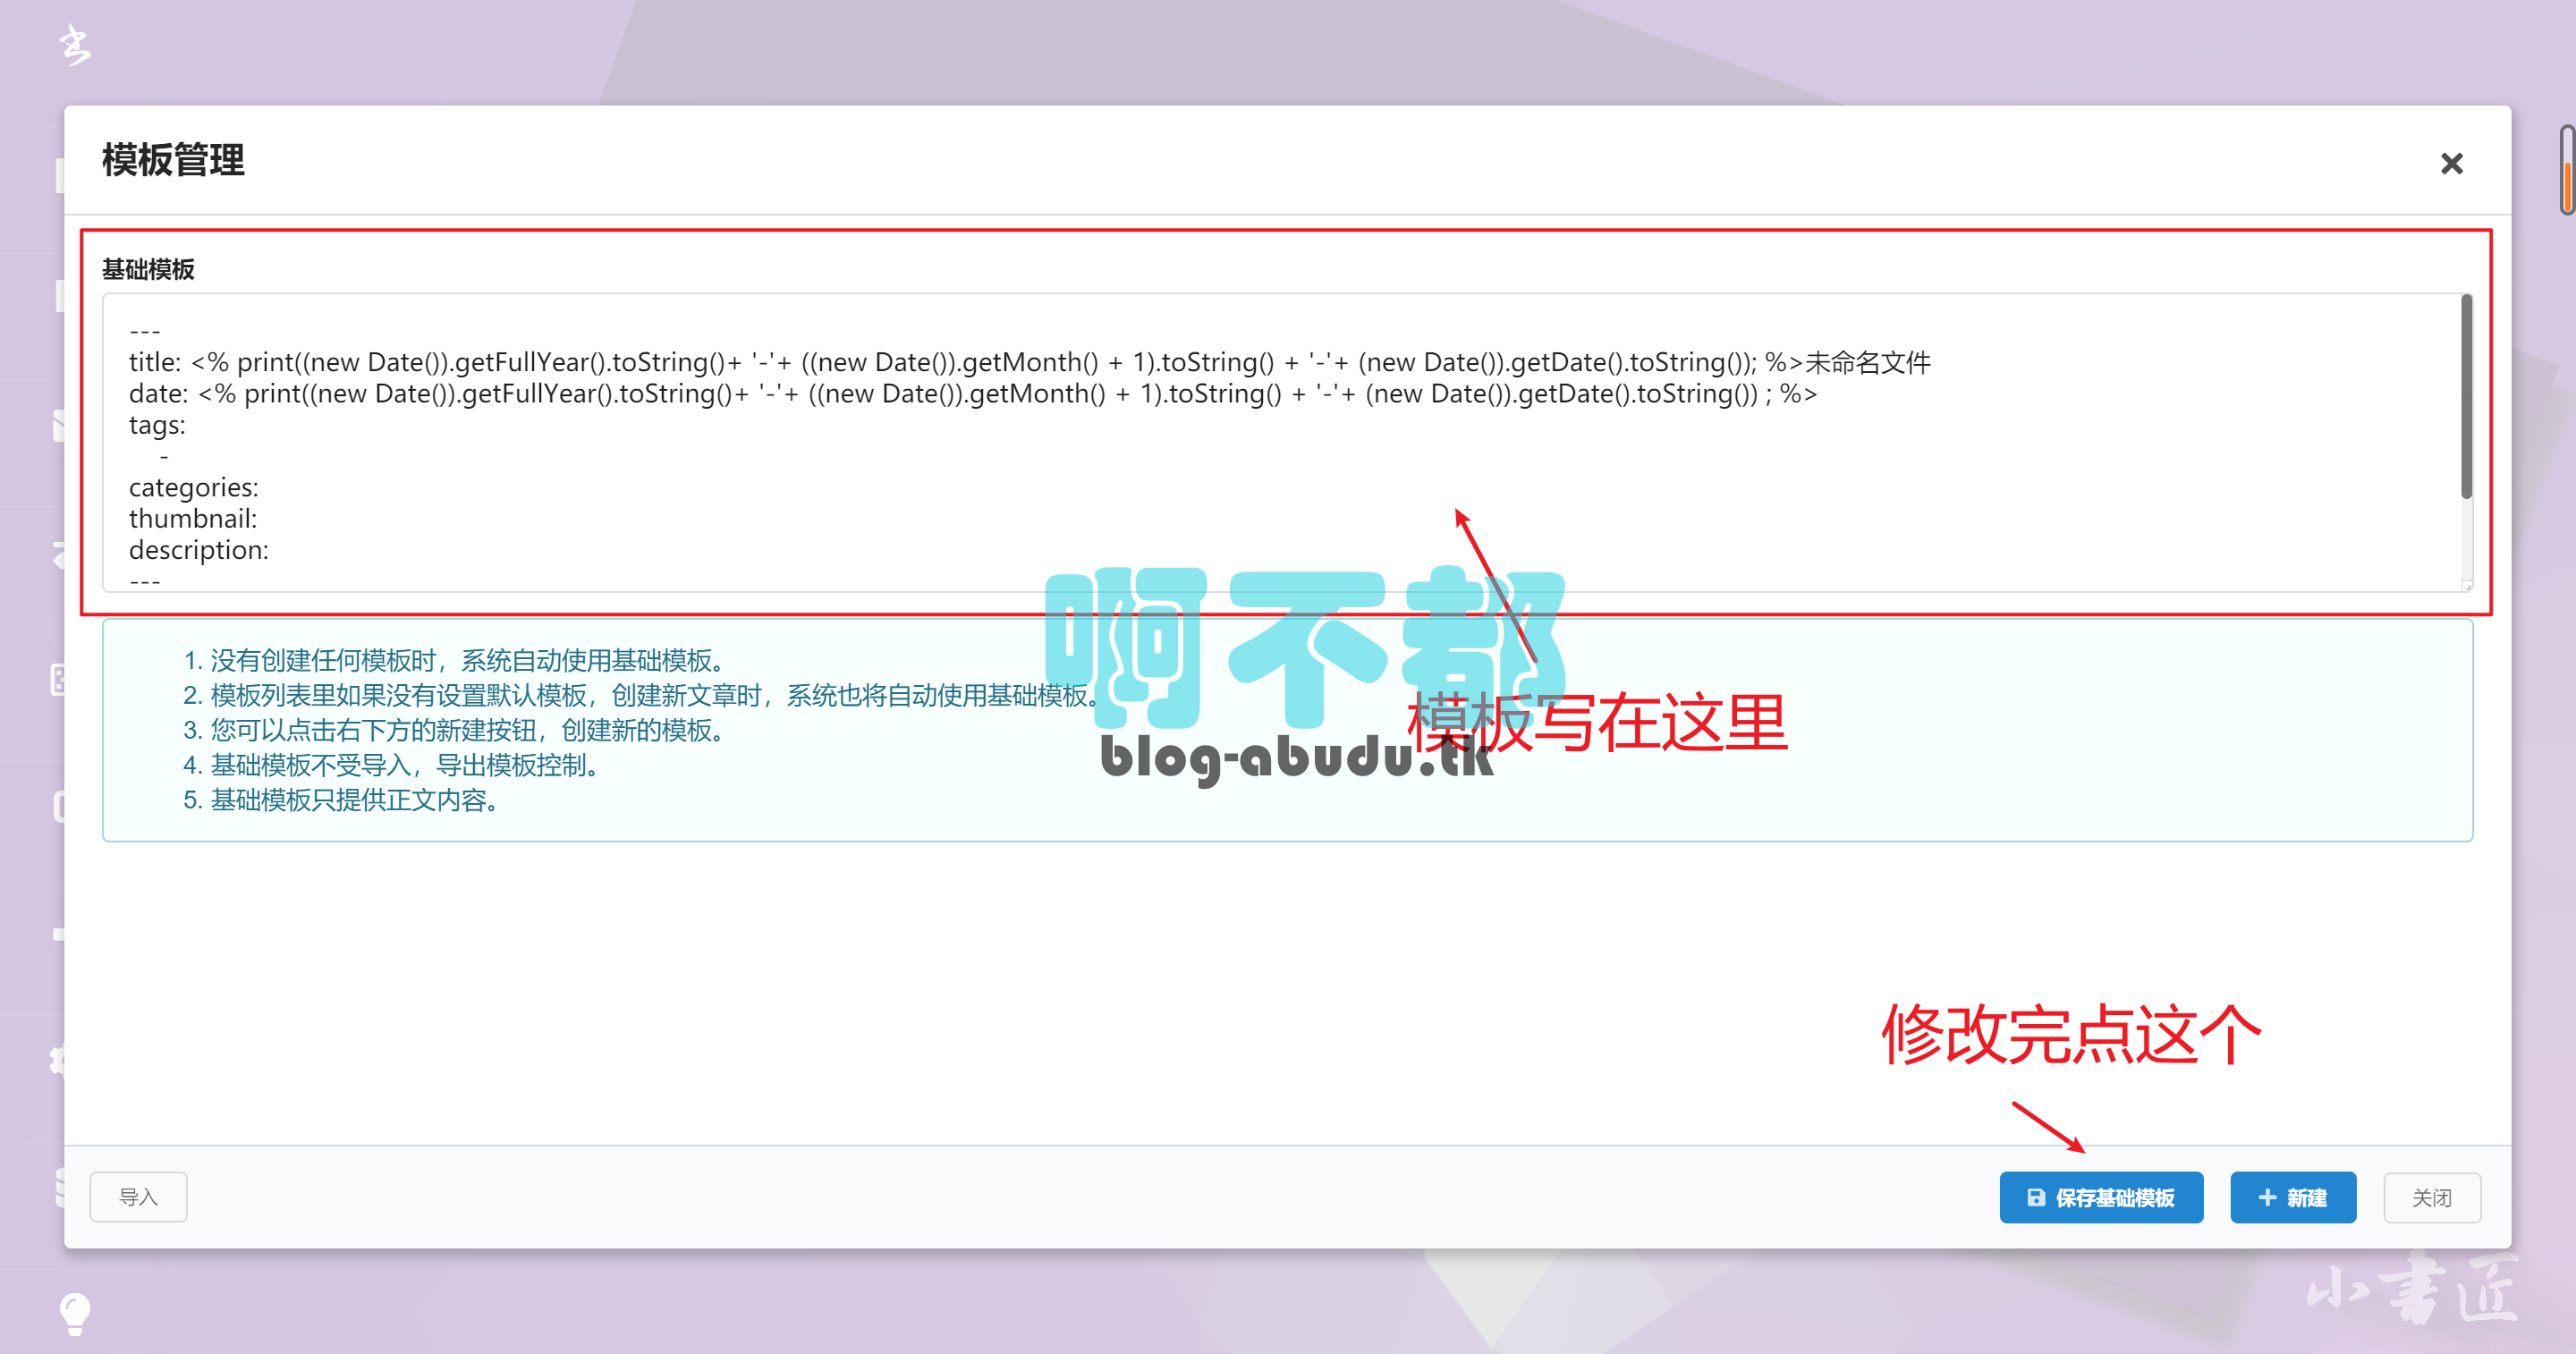 书
模板管理
基础模板
---
title: <% print((new Date()).getFullYear().toString()+ '-'+ ((new Date()).getMonth() + 1).toString() + '-'+ (new Date()).getDate().toString()); %>未命名文件
date: <% print((new Date()).getFullYear().toString()+ '-'+ ((new Date()).getMonth() + 1).toString() + '-'+ (new Date()).getDate().toString()) ; %>
tags:
-
categories:
thumbnail:
description:
---
1. 没有创建任何模板时，系统自动使用基础模板。
2. 模板列表里如果没有设置默认模板，创建新文章时，系统也将自动使用基础模板。
3. 您可以点击右下方的新建按钮，创建新的模板。
4. 基础模板不受导入，导出模板控制。
5. 基础模板只提供正文内容。
啊不都
模板写在这里
blog-abudu.tk
修改完点这个
导入
保存基础模板
新建
关闭
小書匠